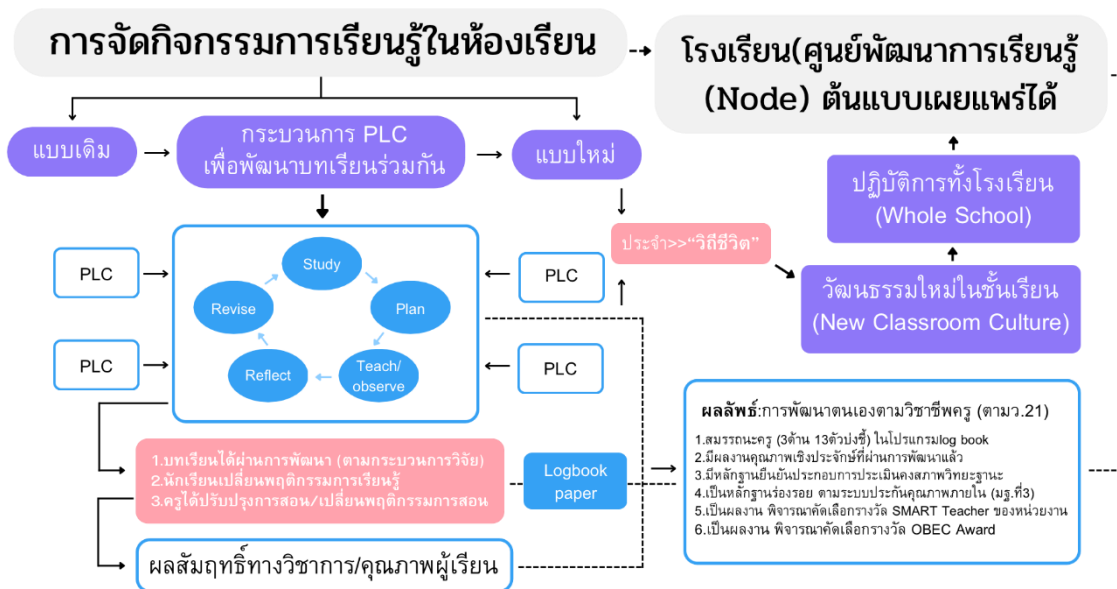 การจัดกิจกรรมการเรียนรู้ในห้องเรียน
โรงเรียน(ศูนย์พัฒนาการเรียนรู้
(Node) ต้นแบบเผยแพร่ได้
แบบเดิม
กระบวนการ PLC
เพื่อพัฒนาบทเรียนร่วมกัน
แบบใหม่
ปฏิบัติการทั้งโรงเรียน
(Whole School)
ประจำ>>“วิถีชีวิต”
วัฒนธรรมใหม่ในชั้นเรียน
(New Classroom Culture)
PLC
PLC
PLC
PLC
Study
Plan
Teach/
observe
Reflect
Revise
1.บทเรียนได้ผ่านการพัฒนา (ตามกระบวนการวิจัย)
2.นักเรียนเปลี่ยนพฤติกรรมการเรียนรู้
3.ครูได้ปรับปรุงการสอน/เปลี่ยนพฤติกรรมการสอน
Logbook
paper
ผลสัมฤทธิ์ทางวิชาการ/คุณภาพผู้เรียน
ผลลัพธ์:การพัฒนาตนเองตามวิชาชีพครู (ตามว.21)
1.สมรรถนะครู (3ด้าน 13ตัวบ่งชี้) ในโปรแกรมlog book
2.มีผลงานคุณภาพเชิงประจักษ์ที่ผ่านการพัฒนาแล้ว
3.มีหลักฐานยืนยันประกอบการประเมินคงสภาพวิทยะฐานะ
4.เป็นหลักฐานร่องรอย ตามระบบประกันคุณภาพภายใน (มฐ.ที่3)
5.เป็นผลงาน พิจารณาคัดเลือกรางวัล SMART Teacher ของหน่วยงาน
6.เป็นผลงาน พิจารณาคัดเลือกรางวัล OBEC Award